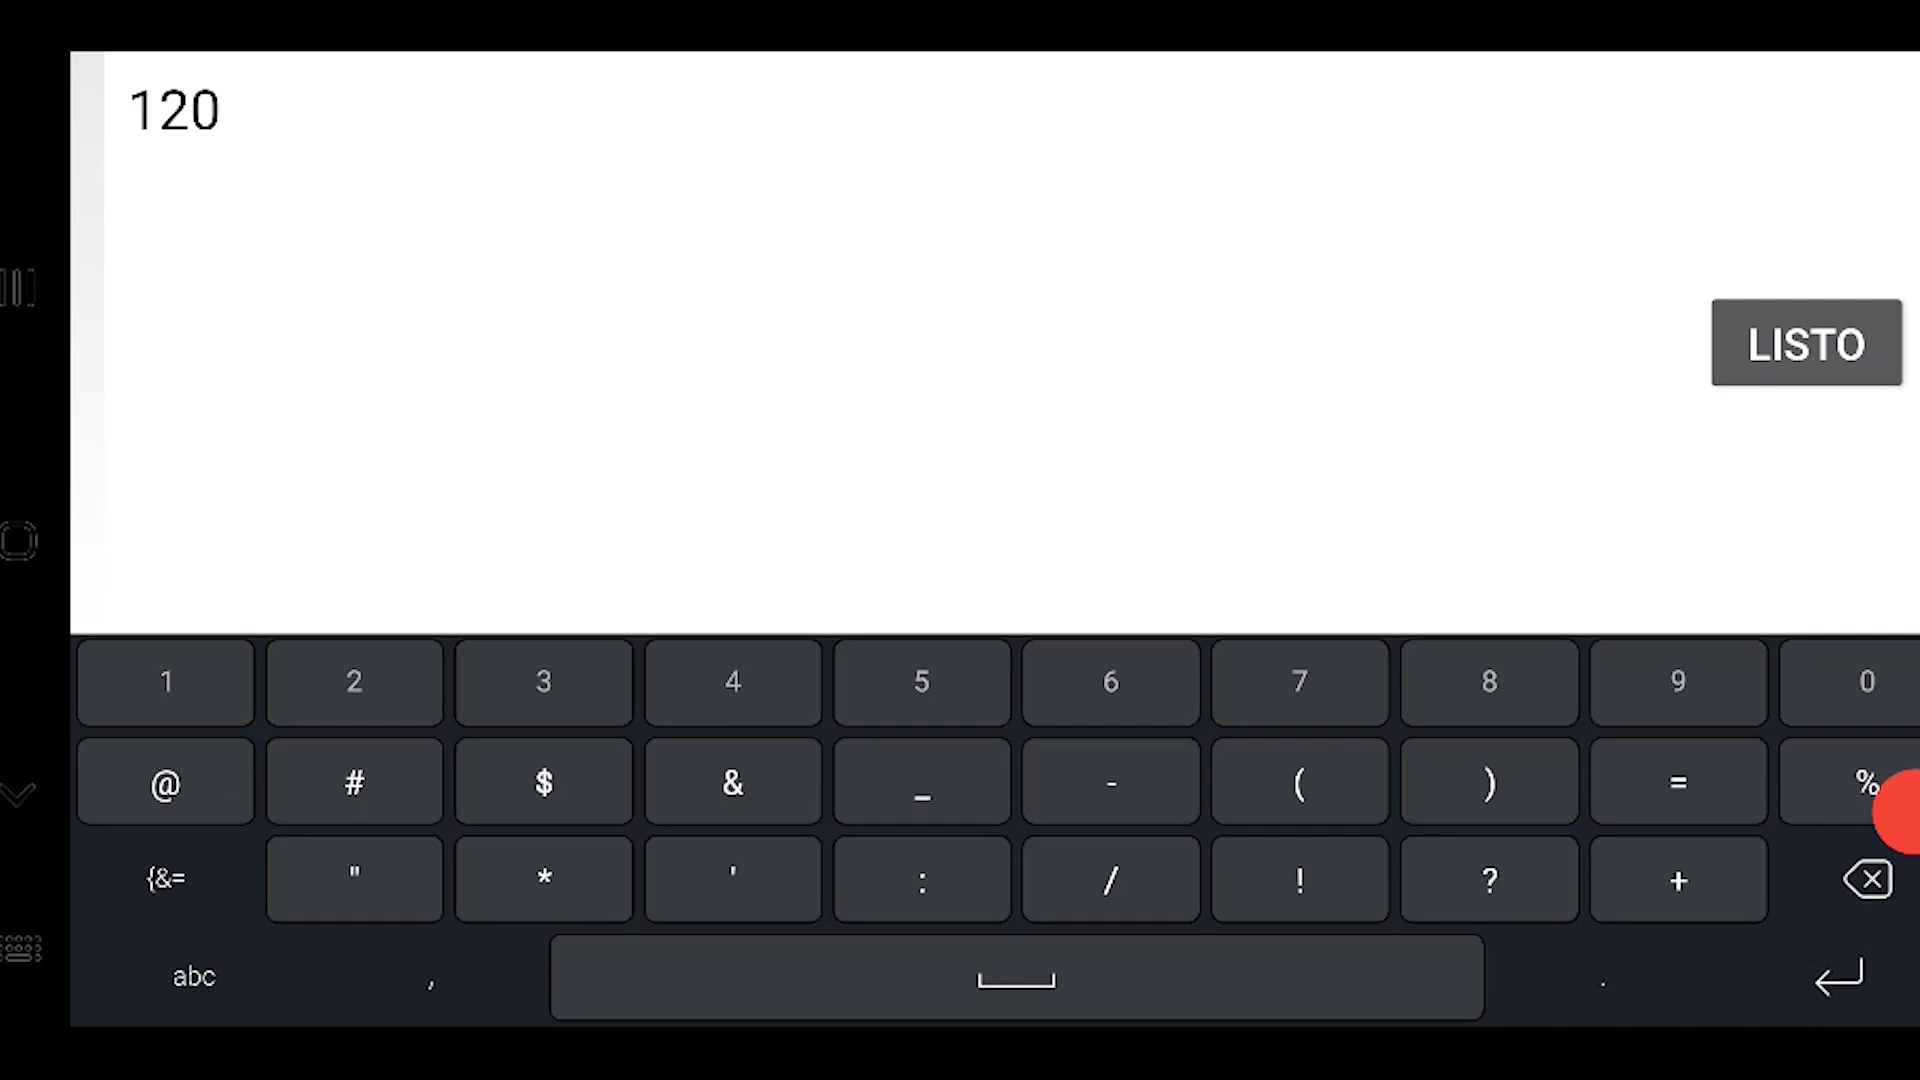 120
LISTO
1 2 3 4 5 6 7 8 9 0
@ # $ & _ - ( ) = %
{&= " * ' : / ! ? +
abc , .